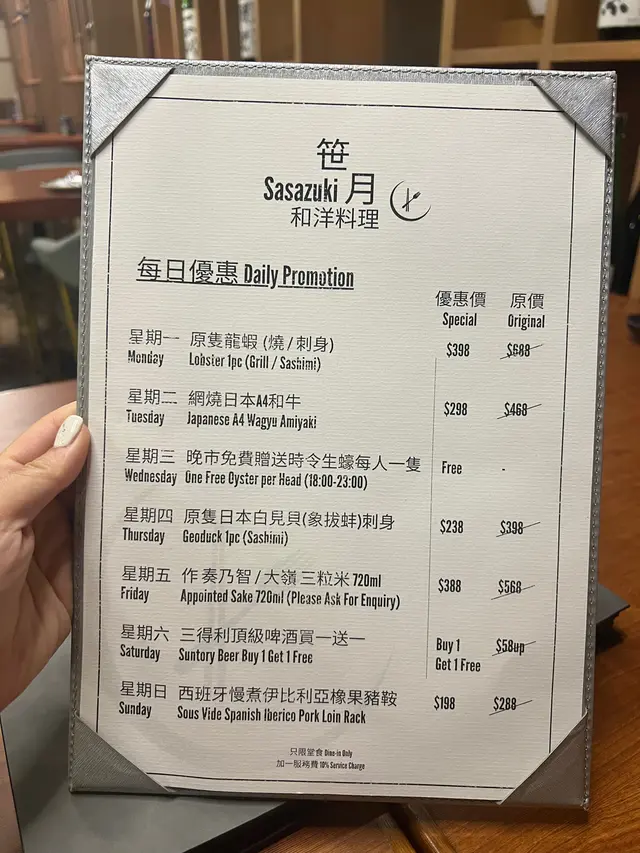 笹
Sasazuki 月
和洋料理
每日優惠 Daily Promotion
優惠價 原價
Special Original
星期一 原隻龍蝦 (燒/刺身) $398 $688
Monday Lobster 1pc (Grill / Sashimi)
星期二 網燒日本A4和牛 $298 $468
Tuesday Japanese A4 Wagyu Amiyaki
星期三 晚市免費贈送時令生蠔每人一隻 Free -
Wednesday One Free Oyster per Head (18:00-23:00)
星期四 原隻日本白見貝(象拔蚌)刺身 $238 $398
Thursday Geoduck 1pc (Sashimi)
星期五 作 奏乃智 / 大嶺 三粒米 720ml $388 $568
Friday Appointed Sake 720ml (Please Ask For Enquiry)
星期六 三得利頂級啤酒買一送一 Buy 1 $58up
Saturday Suntory Beer Buy 1 Get 1 Free Get 1 Free
星期日 西班牙慢煮伊比利亞橡果豬鞍 $198 $288
Sunday Sous Vide Spanish Iberico Pork Loin Rack
只限堂食 Dine-in Only
加一服務費 10% Service Charge